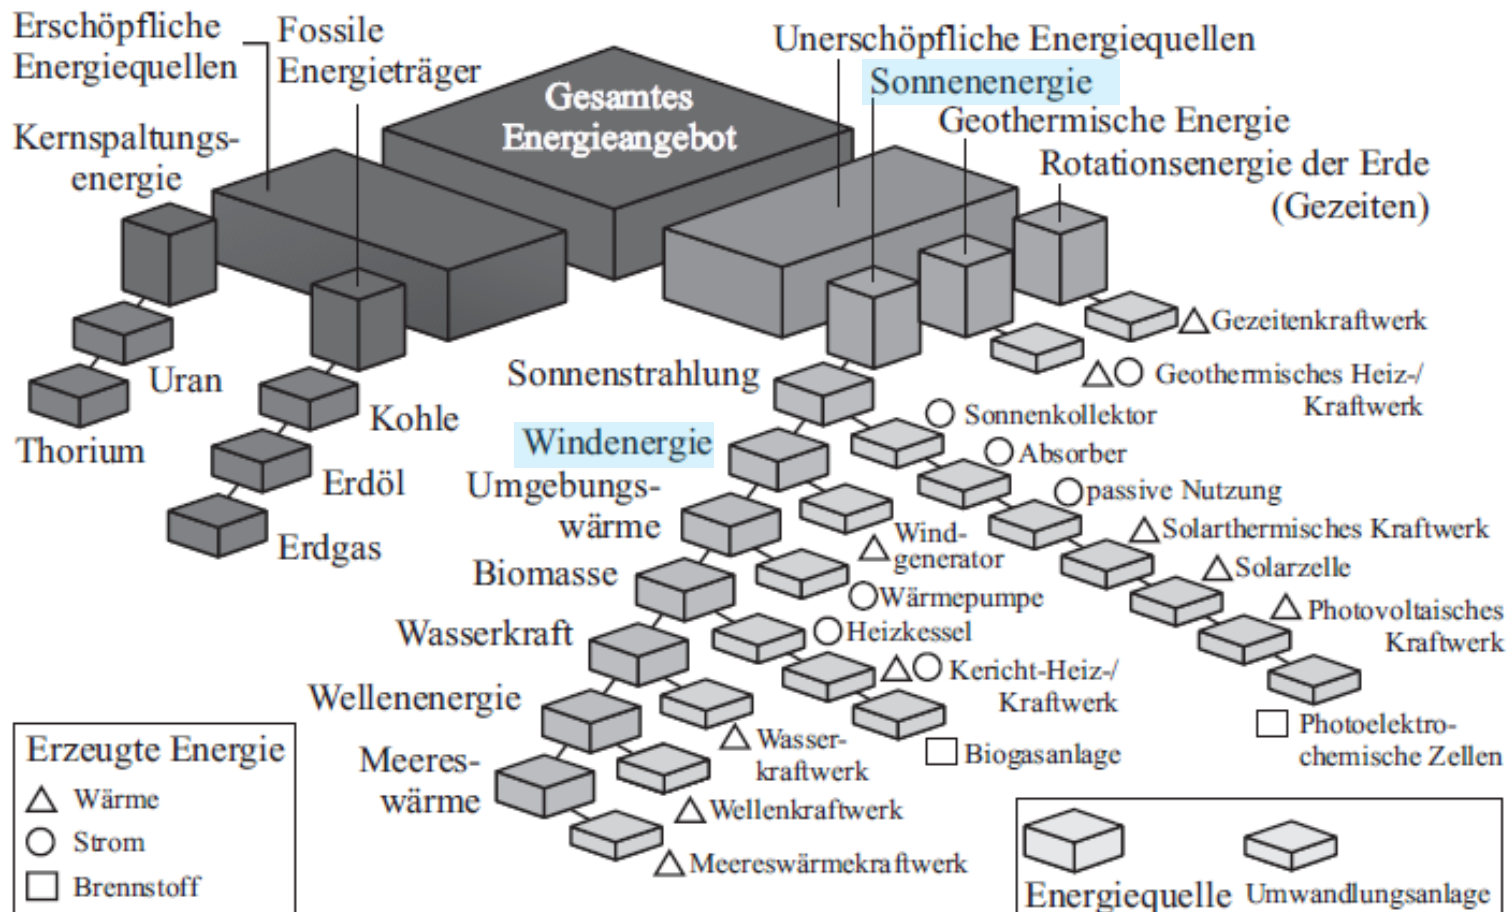 Erschöpfliche
Energiequellen
Fossile
Energieträger
Gesamtes
Energieangebot
Unerschöpfliche Energiequellen
Sonnenenergie
Geothermische Energie
Rotationsenergie der Erde
(Gezeiten)
Kernspaltungs-
energie
Uran
Thorium
Kohle
Erdöl
Erdgas
Gezeitenkraftwerk
Geothermisches Heiz-/
Kraftwerk
Sonnenstrahlung
Sonnenkollektor
Absorber
passive Nutzung
Solarthermisches Kraftwerk
Solarzelle
Photovoltaisches
Kraftwerk
Photoelektro-
chemische Zellen
Windenergie
Wind-
generator
Umgebungs-
wärme
Wärmepumpe
Biomasse
Heizkessel
Kericht-Heiz-/
Kraftwerk
Biogasanlage
Wasserkraft
Wasser-
kraftwerk
Wellenenergie
Wellenkraftwerk
Meeres-
wärme
Meereswärmekraftwerk
Erzeugte Energie
Wärme
Strom
Brennstoff
Energiequelle
Umwandlungsanlage